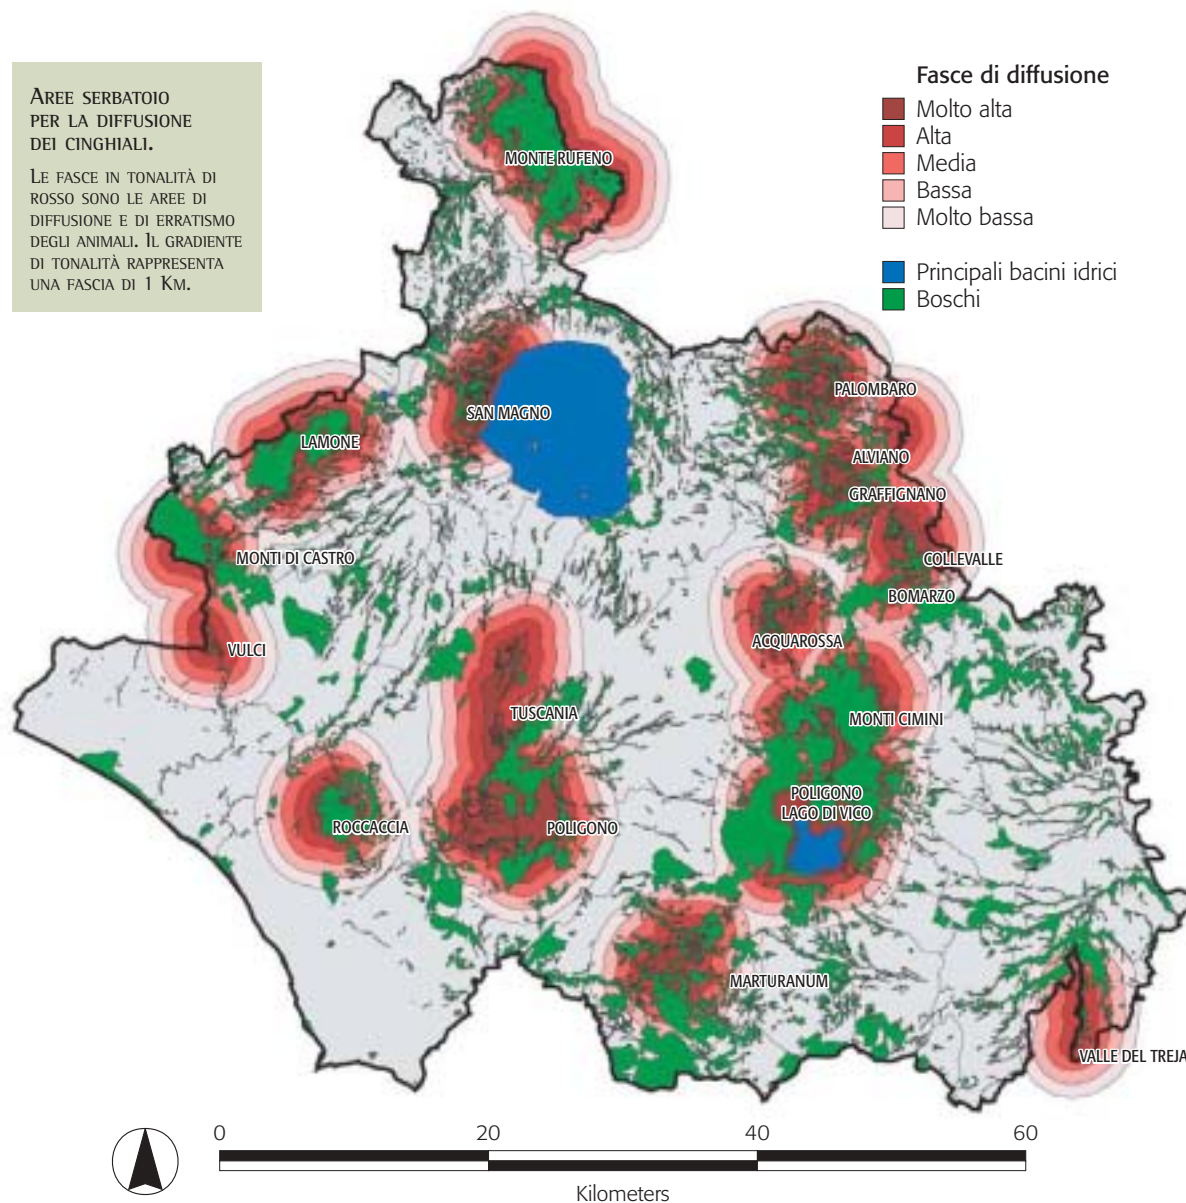 AREE SERBATOIO
PER LA DIFFUSIONE
DEI CINGHIALI.
LE FASCE IN TONALITÀ DI
ROSSO SONO LE AREE DI
DIFFUSIONE E DI ERRATISMO
DEGLI ANIMALI. IL GRADIENTE
DI TONALITÀ RAPPRESENTA
UNA FASCIA DI 1 KM.
Fasce di diffusione
Molto alta
Alta
Media
Bassa
Molto bassa
Principali bacini idrici
Boschi
MONTE RUFENO
PALOMBARO
SAN MAGNO
LAMONE
ALVIANO
GRAFFIGNANO
MONTI DI CASTRO
COLLEVALLE
BOMARZO
ACQUAROSSA
VULCI
TUSCANIA
MONTI CIMINI
POLIGONO
LAGO DI VICO
ROCCACCIA
POLIGONO
MARTURANUM
VALLE DEL TREJA
0 20 40 60
Kilometers